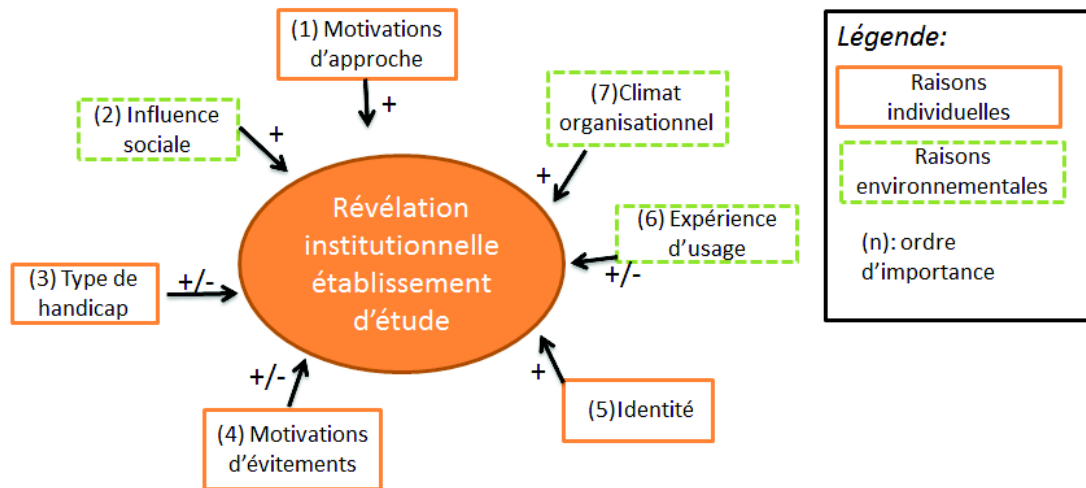 (1) Motivations
d'approche
+
(2) Influence
sociale
+
(7)Climat
organisationnel
+
Révélation
institutionnelle
établissement
d'étude
(6) Expérience
d'usage
+/-
(3) Type de
handicap
+/-
+/-
(4) Motivations
d'évitements
+
(5)Identité
Légende:
Raisons
individuelles
Raisons
environnementales
(n): ordre
d'importance